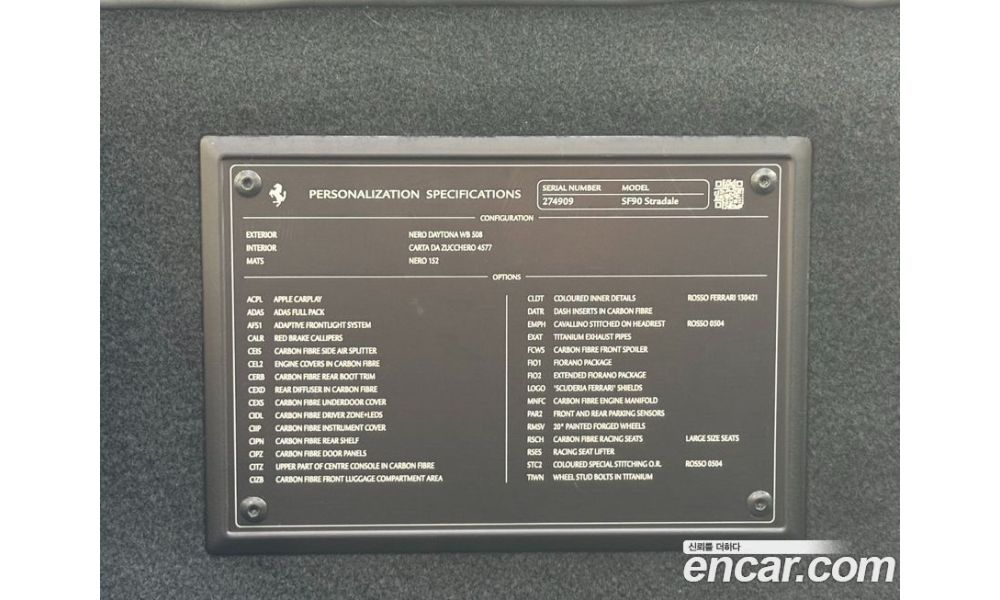 PERSONALIZATION SPECIFICATIONS
SERIAL NUMBER MODEL
274909 SF90 Stradale
CONFIGURATION
EXTERIOR NERO DAYTONA WB 508
INTERIOR CARTA DA ZUCCHERO 4577
MATS NERO 152
OPTIONS
ACPL APPLE CARPLAY
ADAS ADAS FULL PACK
AFS1 ADAPTIVE FRONTLIGHT SYSTEM
CALR RED BRAKE CALLIPERS
CEIS CARBON FIBRE SIDE AIR SPLITTER
CEL2 ENGINE COVERS IN CARBON FIBRE
CERB CARBON FIBRE REAR BOOT TRIM
CEXD REAR DIFFUSER IN CARBON FIBRE
CEXS CARBON FIBRE UNDERDOOR COVER
CIDL CARBON FIBRE DRIVER ZONE+LEDS
CIIP CARBON FIBRE INSTRUMENT COVER
CIPN CARBON FIBRE REAR SHELF
CIPZ CARBON FIBRE DOOR PANELS
CITZ UPPER PART OF CENTRE CONSOLE IN CARBON FIBRE
CIZB CARBON FIBRE FRONT LUGGAGE COMPARTMENT AREA
CLDT COLOURED INNER DETAILS ROSSO FERRARI 130421
DATR DASH INSERTS IN CARBON FIBRE
EMPH CAVALLINO STITCHED ON HEADREST ROSSO 0504
EXAT TITANIUM EXHAUST PIPES
FCWS CARBON FIBRE FRONT SPOILER
FIO1 FIORANO PACKAGE
FIO2 EXTENDED FIORANO PACKAGE
LOGO "SCUDERIA FERRARI" SHIELDS
MNFC CARBON FIBRE ENGINE MANIFOLD
PAR2 FRONT AND REAR PARKING SENSORS
RMSV 20" PAINTED FORGED WHEELS
RSCH CARBON FIBRE RACING SEATS LARGE SIZE SEATS
RSES RACING SEAT LIFTER
STC2 COLOURED SPECIAL STITCHING O.R. ROSSO 0504
TIWN WHEEL STUD BOLTS IN TITANIUM
신뢰를 더하다
encar.com